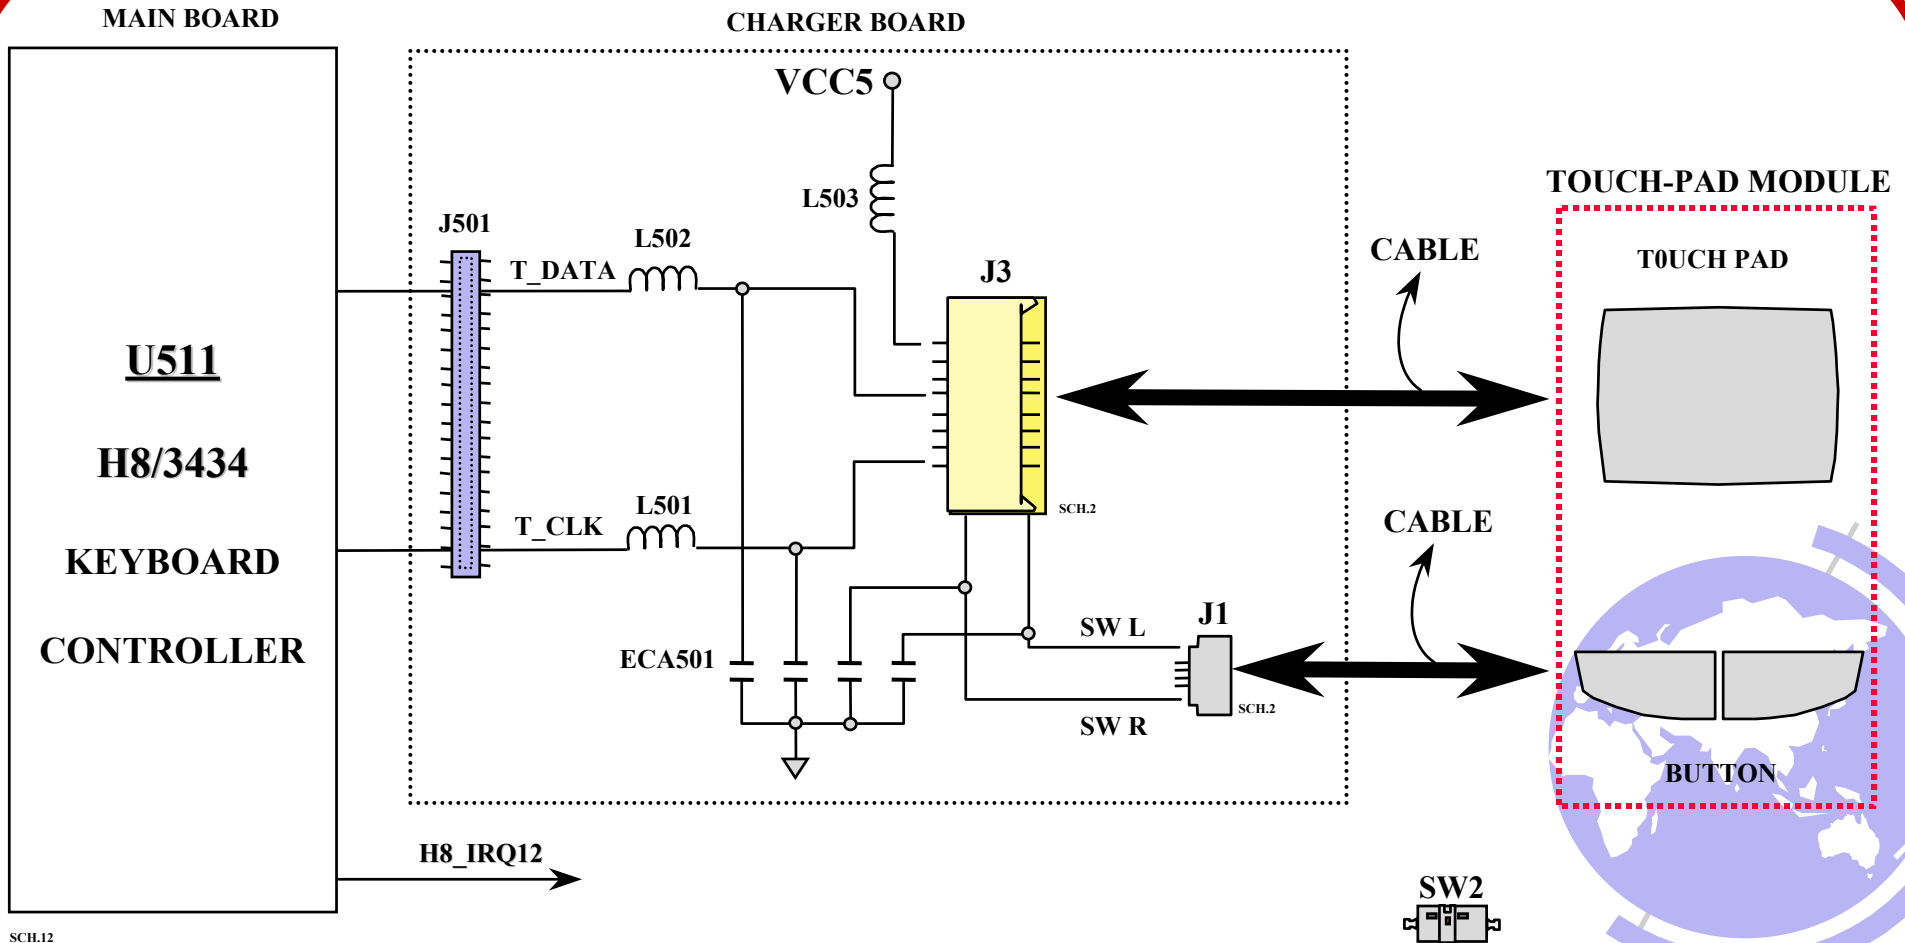 MAIN BOARD
CHARGER BOARD
VCC5
L503
TOUCH-PAD MODULE
J501
L502
CABLE
T0UCH PAD
T_DATA
J3
U511
H8/3434
L501
SCH.2
T_CLK
CABLE
KEYBOARD
J1
CONTROLLER
SW L
ECA501
SCH.2
SW R
BUTTON
H8_IRQ12
SW2
SCH.12